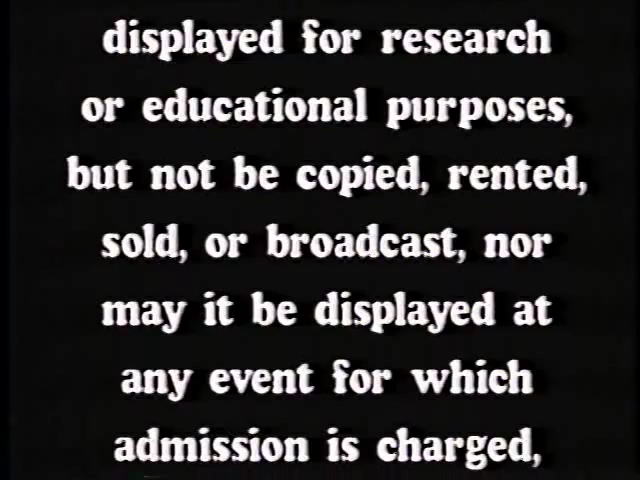 displayed for research
or educational purposes,
but not be copied, rented,
sold, or broadcast, nor
may it be displayed at
any event for which
admission is charged,